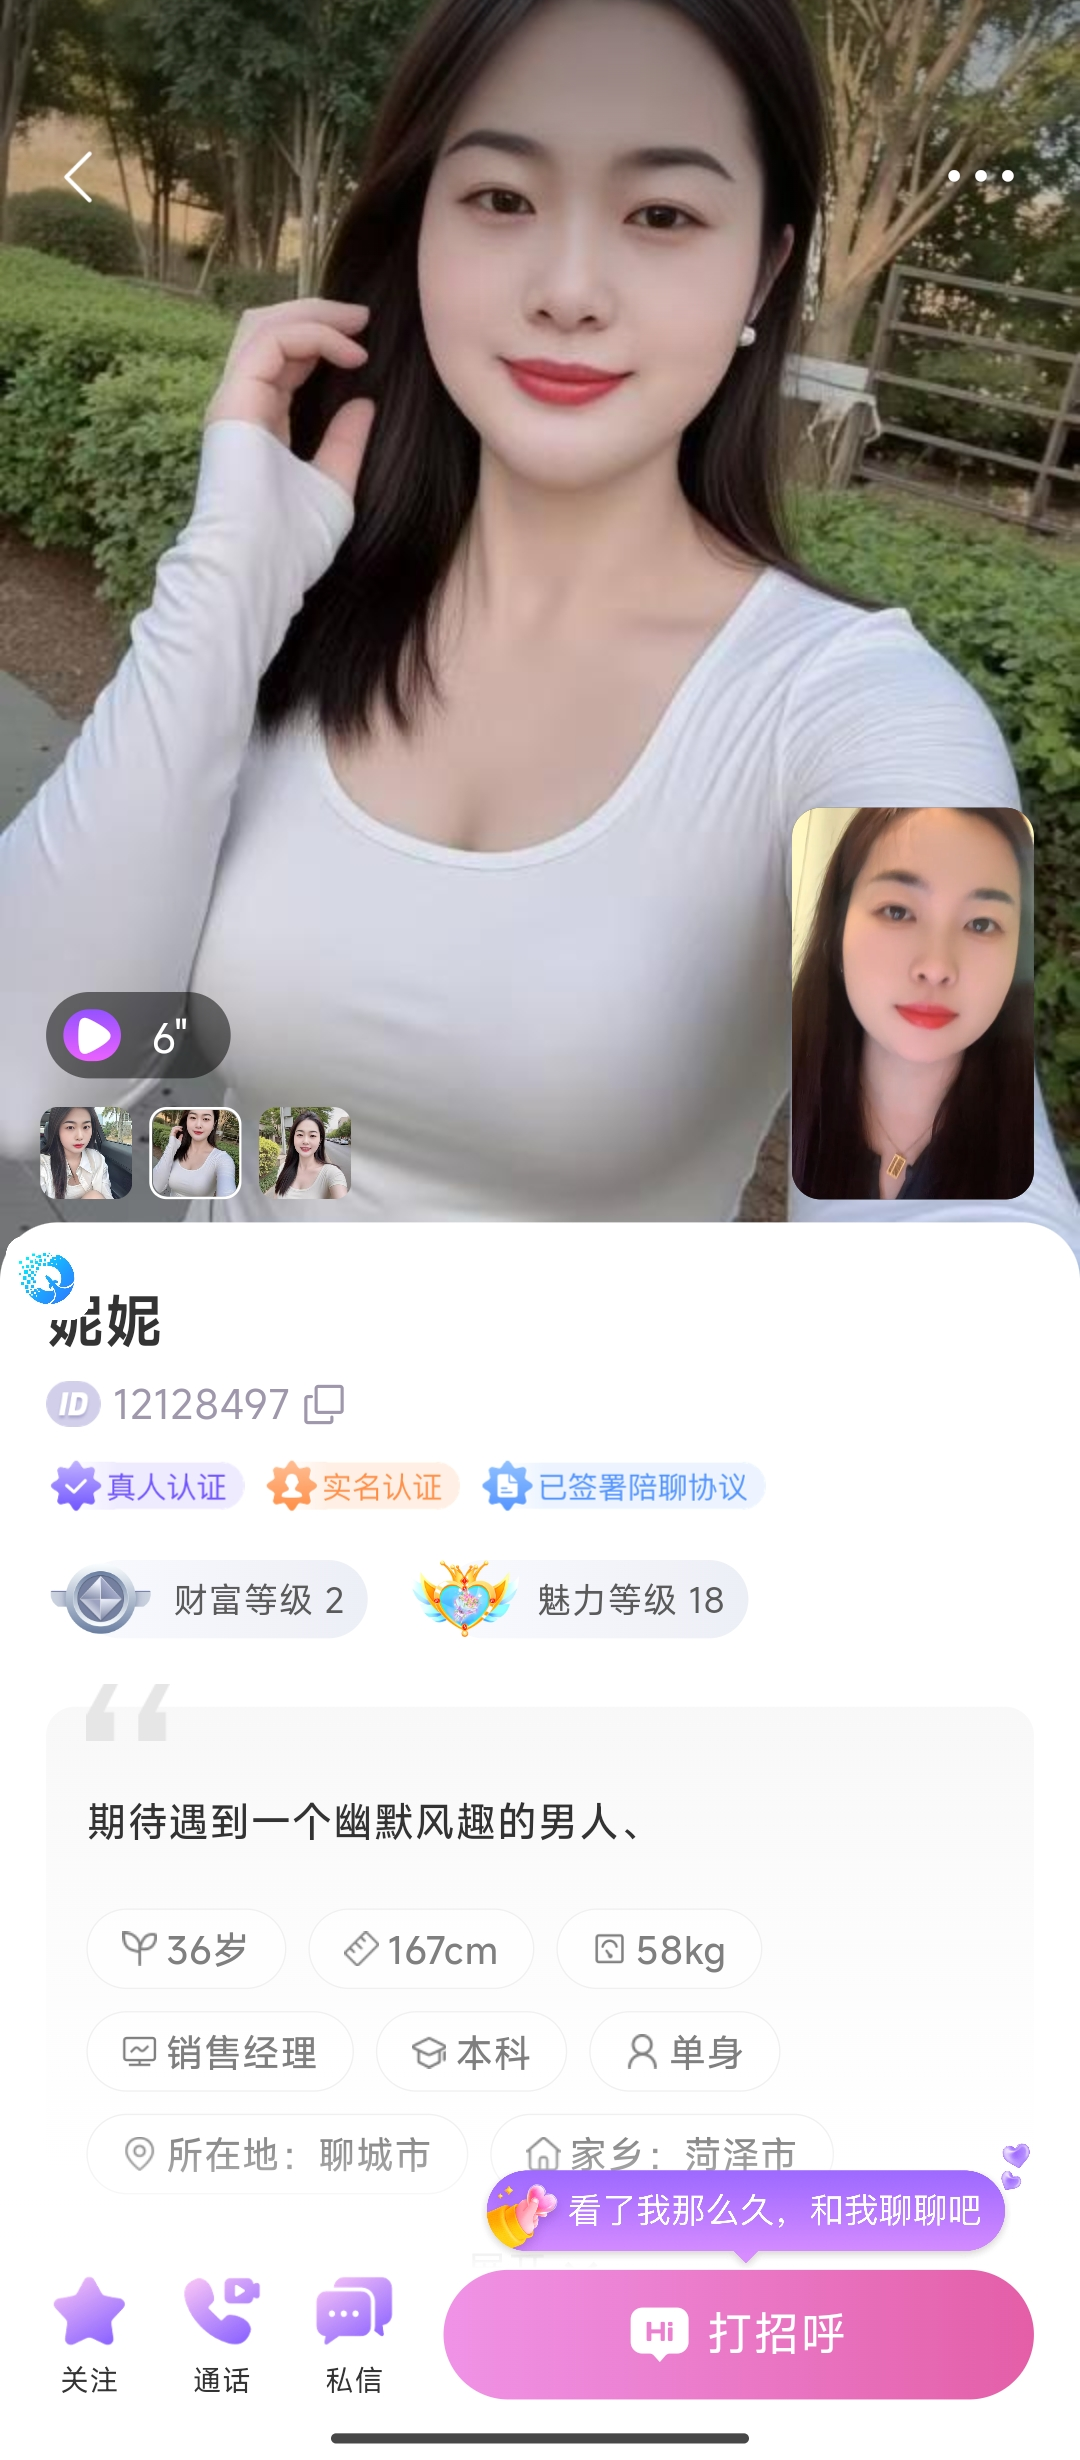 6"
妮妮
ID 12128497
真人认证 实名认证 已签署陪聊协议
财富等级 2 魅力等级 18
期待遇到一个幽默风趣的男人、
36岁 167cm 58kg
销售经理 本科 单身
所在地：聊城市 家乡：菏泽市
看了我那么久，和我聊聊吧
Hi 打招呼
关注 通话 私信